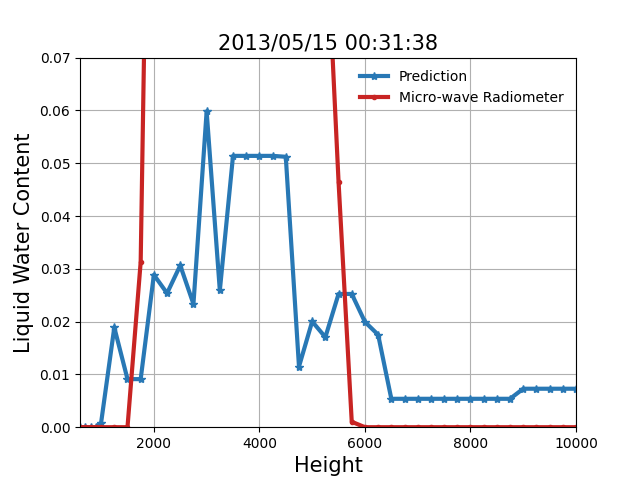 2013/05/15 00:31:38
0.07
0.06
0.05
0.04
0.03
0.02
0.01
0.00
Liquid Water Content
Prediction
Micro-wave Radiometer
2000 4000 6000 8000 10000
Height